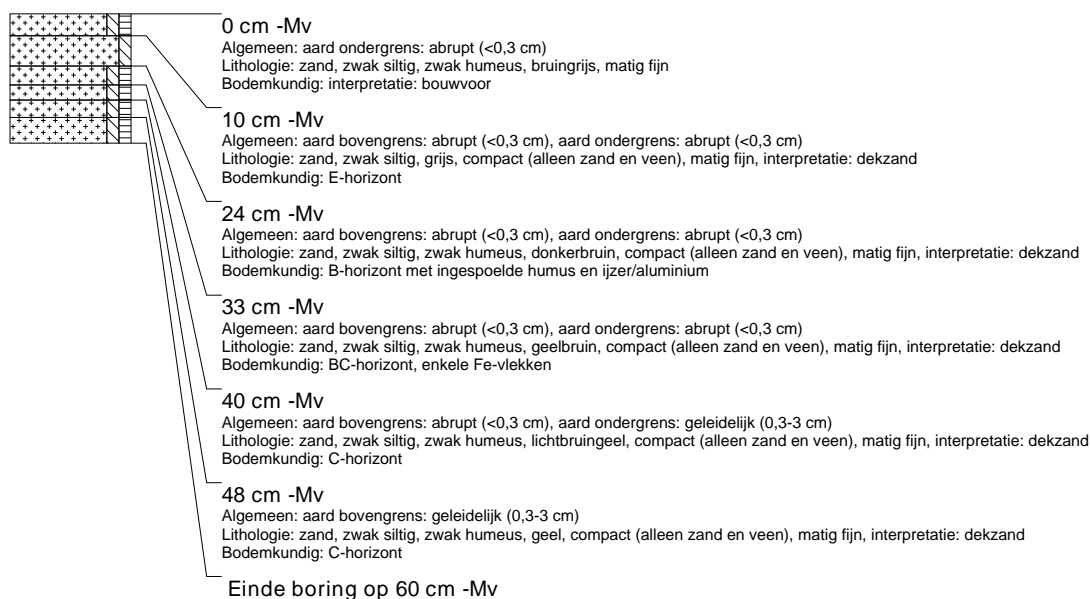 0 cm -Mv
Algemeen: aard ondergrens: abrupt (<0,3 cm)
Lithologie: zand, zwak siltig, zwak humeus, bruingrijs, matig fijn
Bodemkundig: interpretatie: bouwvoor
10 cm -Mv
Algemeen: aard bovengrens: abrupt (<0,3 cm), aard ondergrens: abrupt (<0,3 cm)
Lithologie: zand, zwak siltig, grijs, compact (alleen zand en veen), matig fijn, interpretatie: dekzand
Bodemkundig: E-horizont
24 cm -Mv
Algemeen: aard bovengrens: abrupt (<0,3 cm), aard ondergrens: abrupt (<0,3 cm)
Lithologie: zand, zwak siltig, zwak humeus, donkerbruin, compact (alleen zand en veen), matig fijn, interpretatie: dekzand
Bodemkundig: B-horizont met ingespoelde humus en ijzer/aluminium
33 cm -Mv
Algemeen: aard bovengrens: abrupt (<0,3 cm), aard ondergrens: abrupt (<0,3 cm)
Lithologie: zand, zwak siltig, zwak humeus, geelbruin, compact (alleen zand en veen), matig fijn, interpretatie: dekzand
Bodemkundig: BC-horizont, enkele Fe-vlekken
40 cm -Mv
Algemeen: aard bovengrens: abrupt (<0,3 cm), aard ondergrens: geleidelijk (0,3-3 cm)
Lithologie: zand, zwak siltig, zwak humeus, lichtbruingeel, compact (alleen zand en veen), matig fijn, interpretatie: dekzand
Bodemkundig: C-horizont
48 cm -Mv
Algemeen: aard bovengrens: geleidelijk (0,3-3 cm)
Lithologie: zand, zwak siltig, zwak humeus, geel, compact (alleen zand en veen), matig fijn, interpretatie: dekzand
Bodemkundig: C-horizont
Einde boring op 60 cm -Mv